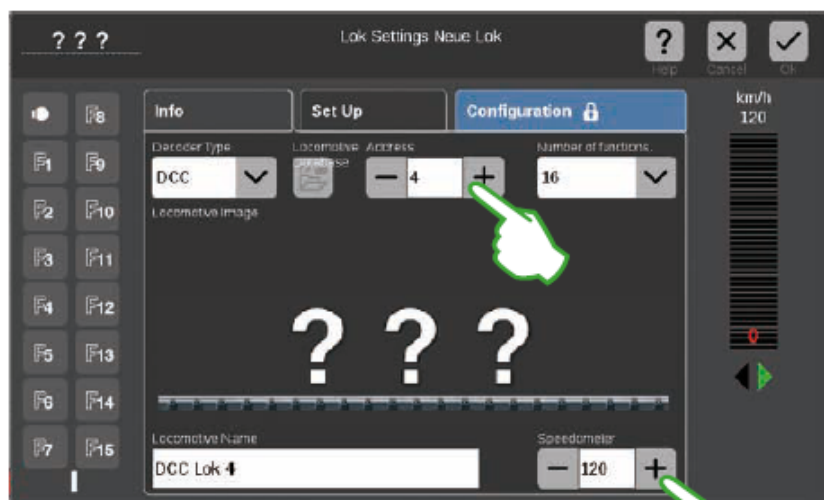 ? ? ?
Lok Settings Neue Lok
?
Help
Cancel
Ok
Info
Set Up
Configuration
km/h
120
Decoder Type
Locomotive
Address
Number of functions.
DCC
4
16
Locomotive Image
F8
F1 F9
F2 F10
F3 F11
F4 F12
F5 F13
F6 F14
F7 F15
? ? ?
0
Locomotive Name
Speedometer
DCC Lok 4
120